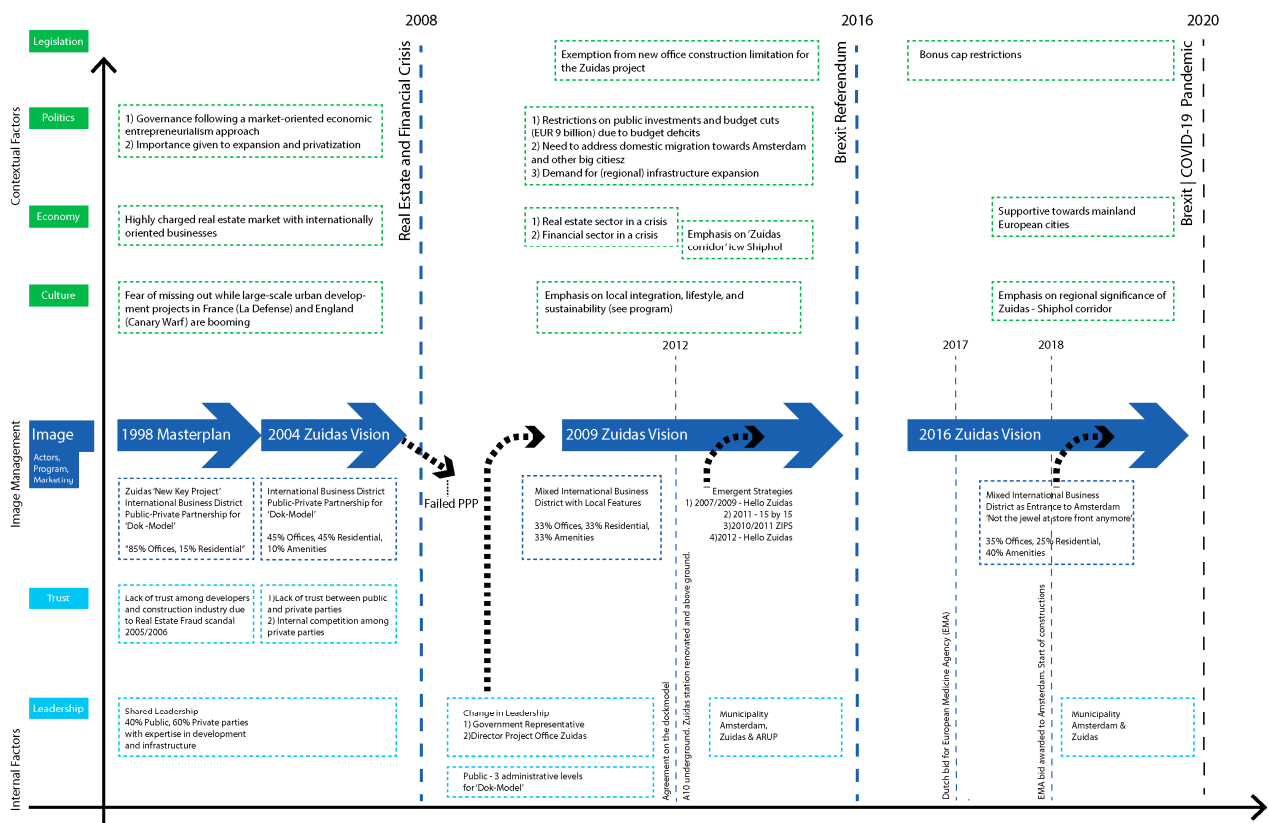 2008
2016
2020
Legislation
Exemption from new office construction limitation for
the Zuidas project
Bonus cap restrictions
Contextual Factors
Politics
1) Governance following a market-oriented economic
entrepreneurialism approach
2) Importance given to expansion and privatization
Real Estate and Financial Crisis
1) Restrictions on public investments and budget cuts
(EUR 9 billion) due to budget deficits
2) Need to address domestic migration towards Amsterdam
and other big citiesz
3) Demand for (regional) infrastructure expansion
Brexit Referendum
Brexit | COVID-19 Pandemic
Economy
Highly charged real estate market with internationally
oriented businesses
1) Real estate sector in a crisis
2) Financial sector in a crisis
Emphasis on ‘Zuidas
corridor’ icw Shiphol
Supportive towards mainland
European cities
Culture
Fear of missing out while large-scale urban develop-
ment projects in France (La Defense) and England
(Canary Warf) are booming
Emphasis on local integration, lifestyle, and
sustainability (see program)
Emphasis on regional significance of
Zuidas - Shiphol corridor
2012
2017
2018
Image Management
Image
Actors,
Program,
Marketing
1998 Masterplan
2004 Zuidas Vision
2009 Zuidas Vision
2016 Zuidas Vision
Failed PPP
Zuidas ‘New Key Project’
International Business District
Public-Private Partnership for
‘Dok -Model’
“85% Offices, 15% Residential”
International Business District
Public-Private Partnership for
‘Dok-Model’
45% Offices, 45% Residential,
10% Amenities
Mixed International Business
District with Local Features
33% Offices, 33% Residential,
33% Amenities
Emergent Strategies
1) 2007/2009 - Hello Zuidas
2) 2011 - 15 by 15
3)2010/2011 ZIPS
4)2012 - Hello Zuidas
Mixed International Business
District as Entrance to Amsterdam
‘Not the jewel at store front anymore’
35% Offices, 25% Residential,
40% Amenities
Trust
Lack of trust among developers
and construction industry due
to Real Estate Fraud scandal
2005/2006
1)Lack of trust between public
and private parties
2) Internal competition among
private parties
Internal Factors
Leadership
Shared Leadership
40% Public, 60% Private parties
with expertise in development
and infrastructure
Change in Leadership
1) Government Representative
2)Director Project Office Zuidas
Public - 3 administrative levels
for ‘Dok-Model’
Agreement on the dockmodel
A10 underground. Zuidas station renovated and above ground.
Municipality
Amsterdam,
Zuidas & ARUP
Dutch bid for European Medicine Agency (EMA)
EMA bid awarded to Amsterdam. Start of constructions
Municipality
Amsterdam &
Zuidas